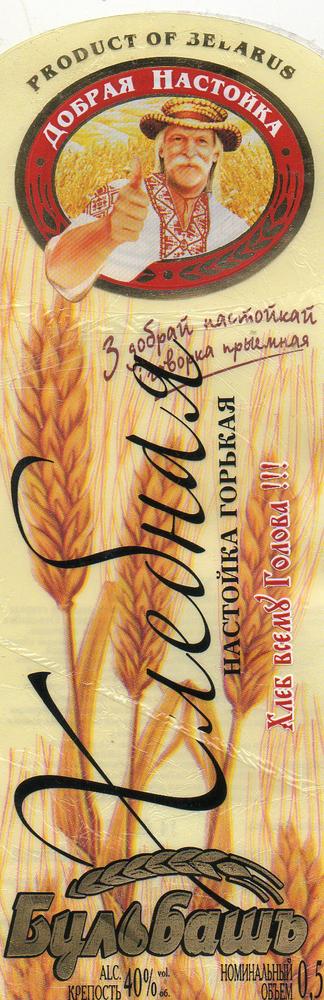 PRODUCT OF BELARUS
ДОБРАЯ НАСТОЙКА
З добрай настойкай
гаворка прыемная
Хлебная
НАСТОЙКА ГОРЬКАЯ
Хлеб всему Голова !!!
Бульбашъ
ALC. 40% vol.
КРЕПОСТЬ об.
НОМИНАЛЬНЫЙ
ОБЪЕМ 0,5